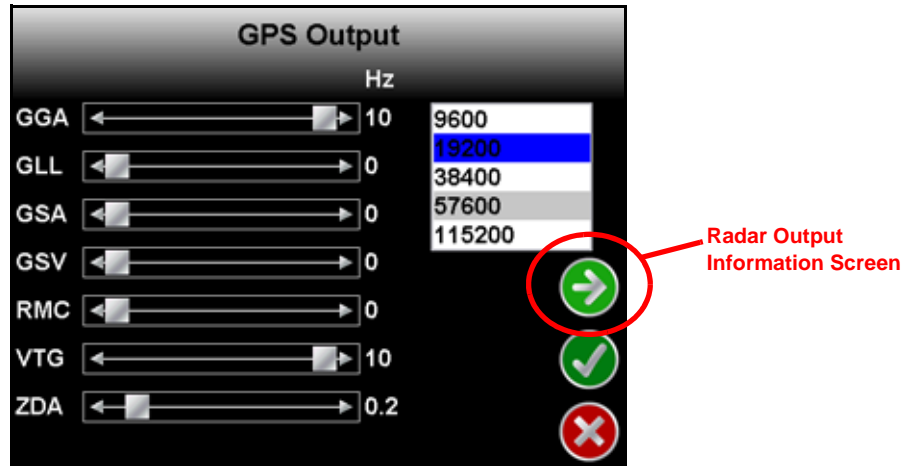 GPS Output
Hz
GGA 10
GLL 0
GSA 0
GSV 0
RMC 0
VTG 10
ZDA 0.2
9600
19200
38400
57600
115200
Radar Output
Information Screen